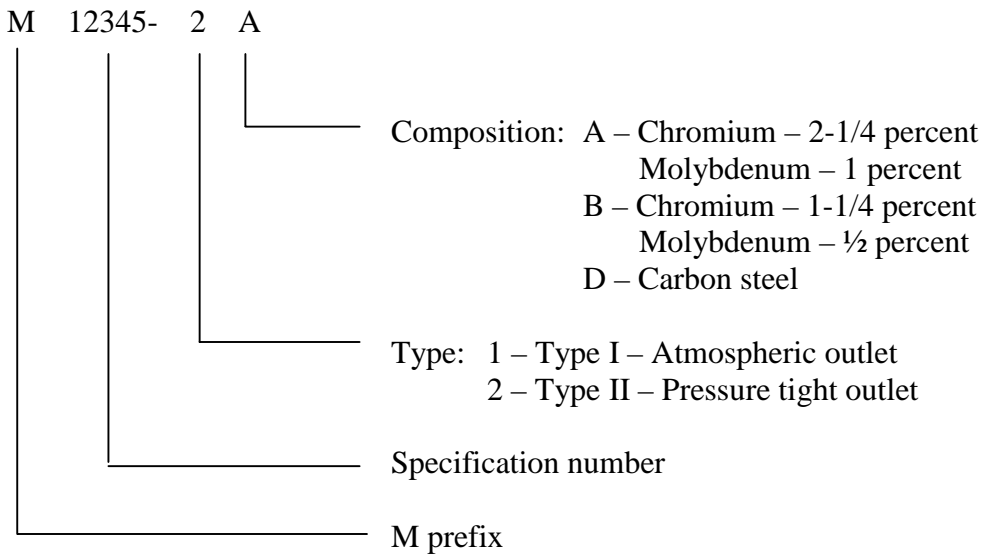 M 12345- 2 A
Composition: A – Chromium – 2-1/4 percent
Molybdenum – 1 percent
B – Chromium – 1-1/4 percent
Molybdenum – ½ percent
D – Carbon steel
Type: 1 – Type I – Atmospheric outlet
2 – Type II – Pressure tight outlet
Specification number
M prefix